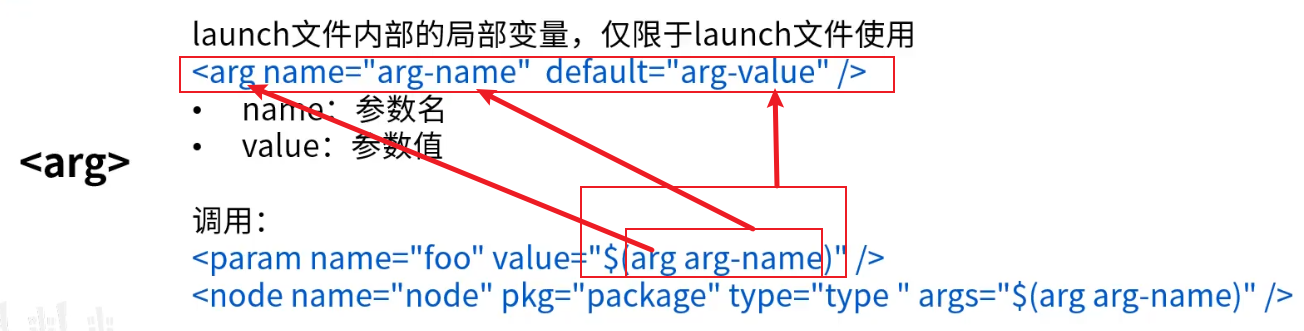 launch文件内部的局部变量，仅限于launch文件使用
<arg name="arg-name" default="arg-value" />
• name：参数名
• value：参数值
<arg>
调用：
<param name="foo" value="$(arg arg-name)" />
<node name="node" pkg="package" type="type " args="$(arg arg-name)" />